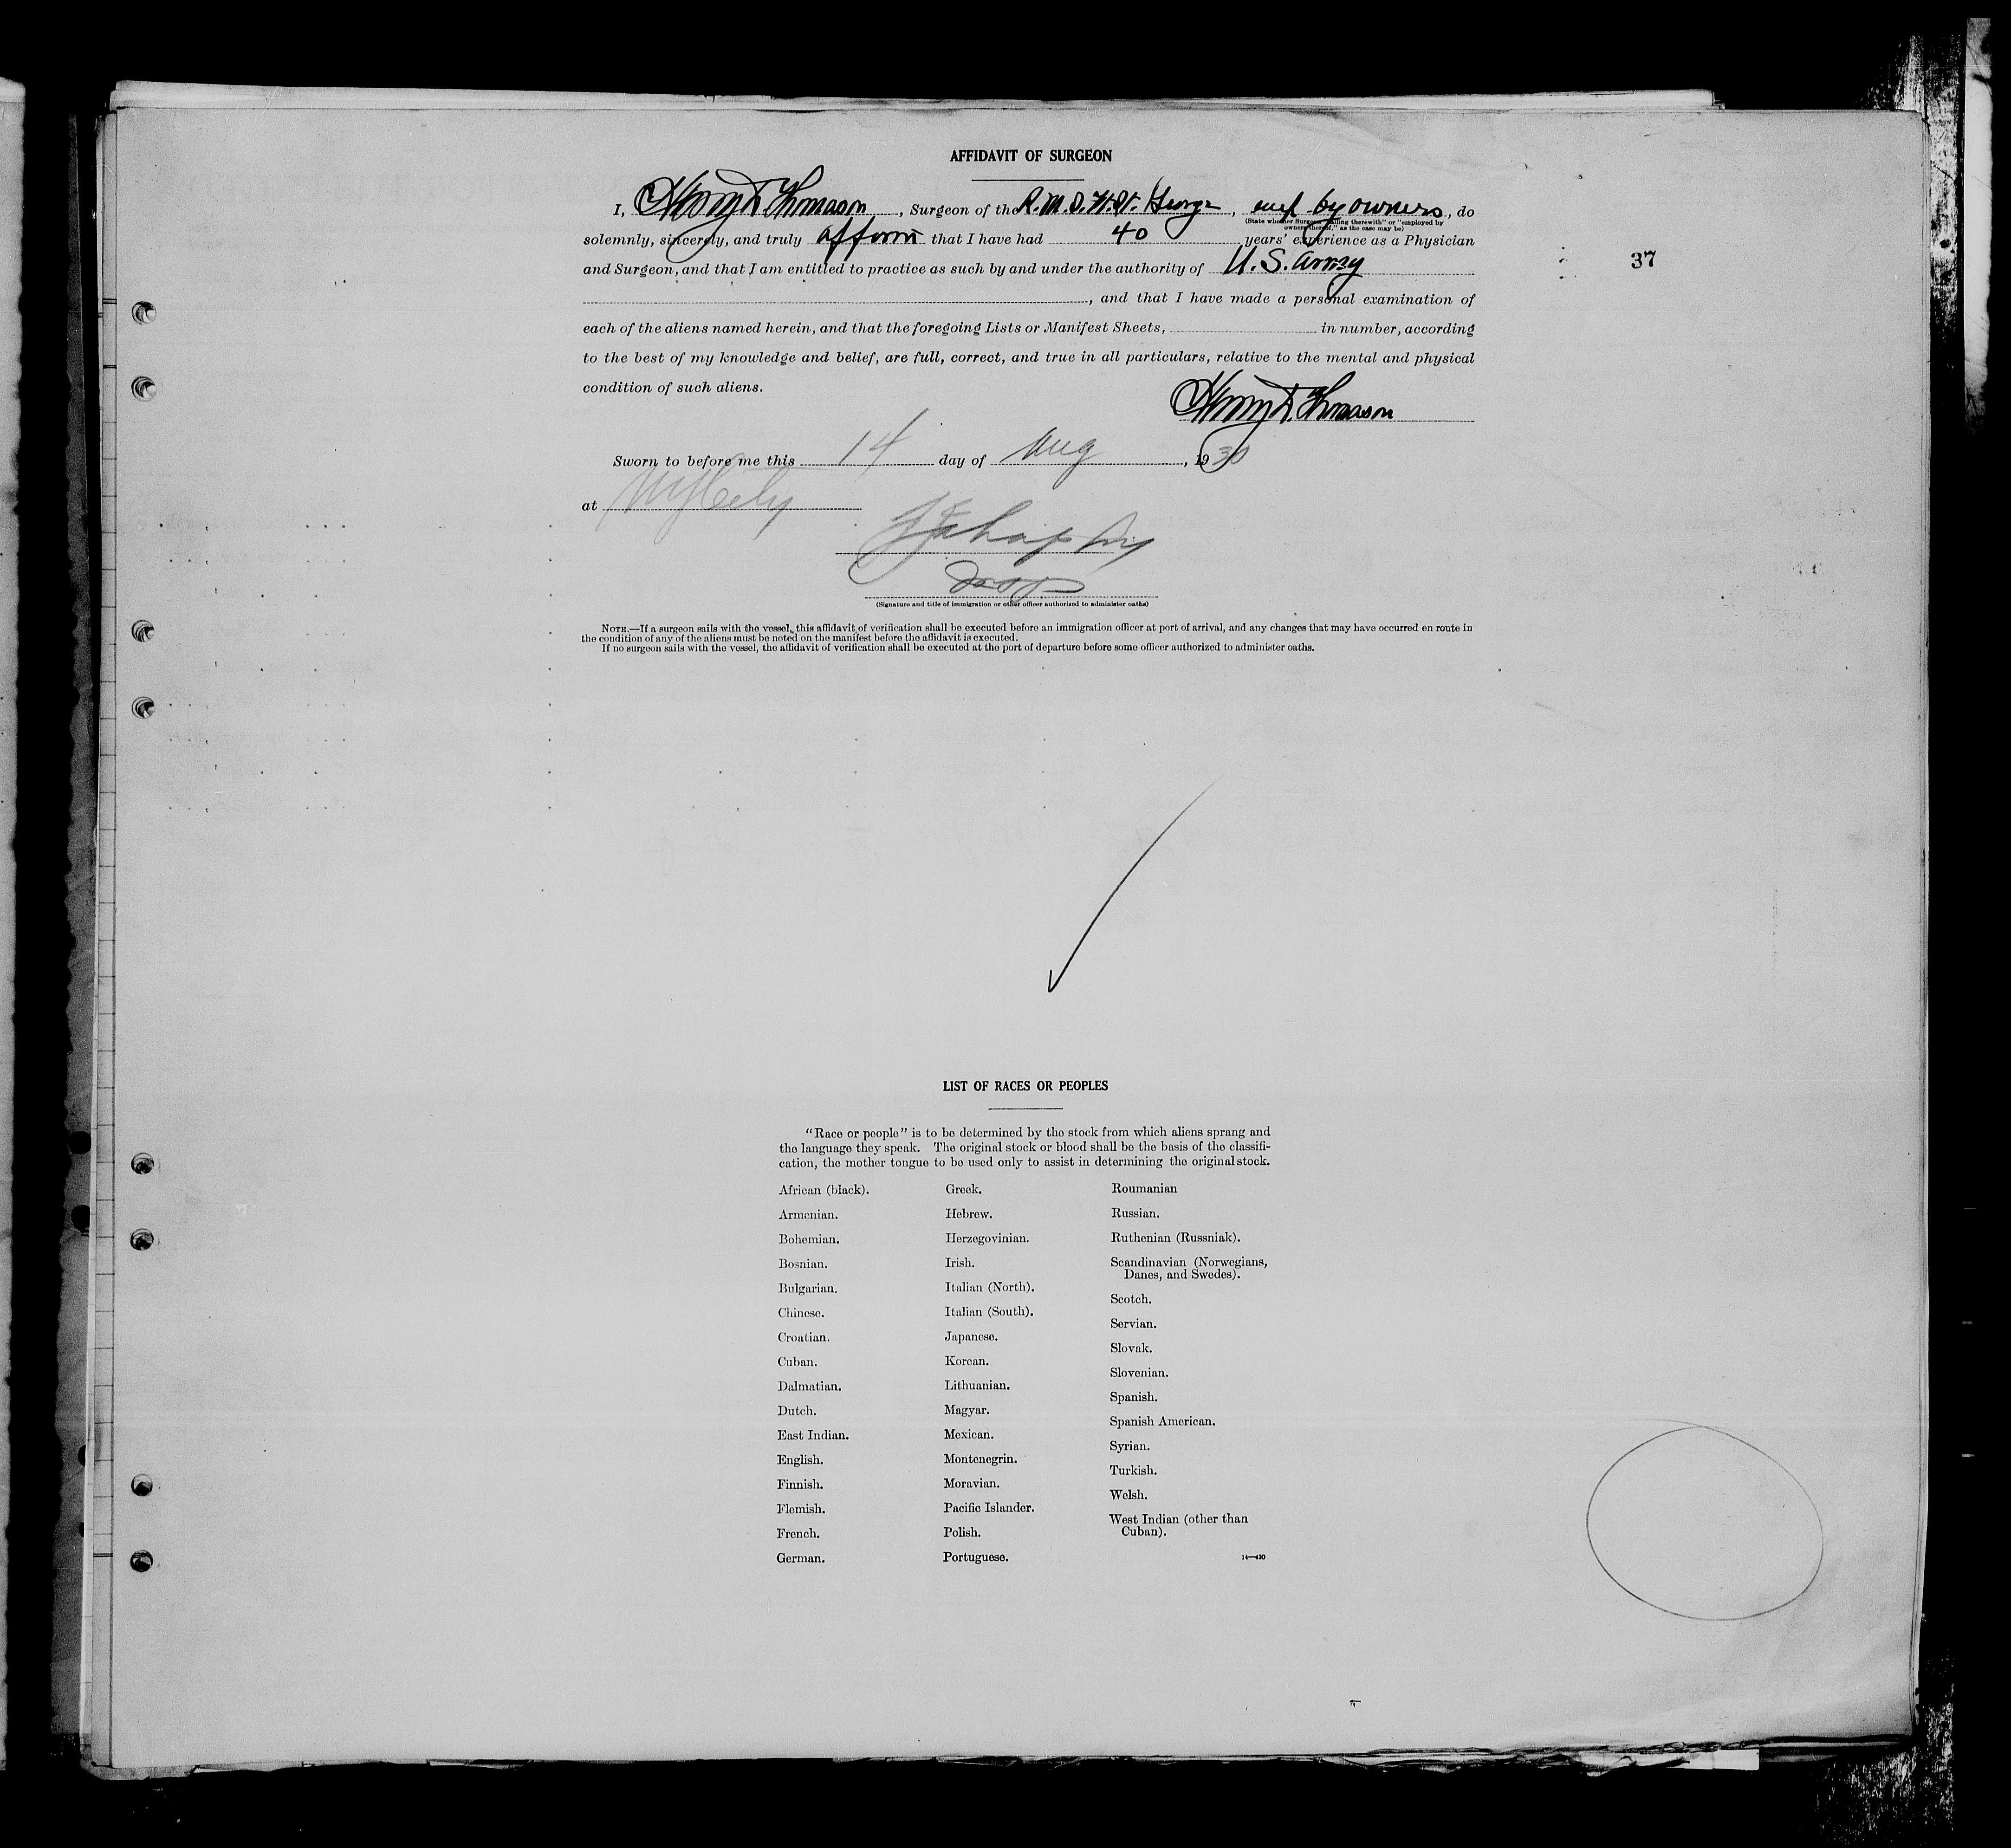 AFFIDAVIT OF SURGEON
I, Henry D. Thomason, Surgeon of the R.M.S. Ft. St. George, emp by owners, do
(State whether Surgeon "sailing therewith" or "employed by
owners thereof," as the case may be)
solemnly, sincerely, and truly affirm that I have had 40 years' experience as a Physician
and Surgeon, and that I am entitled to practice as such by and under the authority of U.S. Army
, and that I have made a personal examination of
37
each of the aliens named herein, and that the foregoing Lists or Manifest Sheets, in number, according
to the best of my knowledge and belief, are full, correct, and true in all particulars, relative to the mental and physical
condition of such aliens.
Henry D. Thomason
Sworn to before me this 14 day of Aug, 1930
at NY City
(Signature and title of immigration or other officer authorized to administer oaths)
NOTE.—If a surgeon sails with the vessel, this affidavit of verification shall be executed before an immigration officer at port of arrival, and any changes that may have occurred en route in
the condition of any of the aliens must be noted on the manifest before the affidavit is executed.
If no surgeon sails with the vessel, the affidavit of verification shall be executed at the port of departure before some officer authorized to administer oaths.
LIST OF RACES OR PEOPLES
"Race or people" is to be determined by the stock from which aliens sprang and
the language they speak. The original stock or blood shall be the basis of the classifi-
cation, the mother tongue to be used only to assist in determining the original stock.
African (black).
Armenian.
Bohemian.
Bosnian.
Bulgarian.
Chinese.
Croatian.
Cuban.
Dalmatian.
Dutch.
East Indian.
English.
Finnish.
Flemish.
French.
German.
Greek.
Hebrew.
Herzegovinian.
Irish.
Italian (North).
Italian (South).
Japanese.
Korean.
Lithuanian.
Magyar.
Mexican.
Montenegrin.
Moravian.
Pacific Islander.
Polish.
Portuguese.
Roumanian
Russian.
Ruthenian (Russniak).
Scandinavian (Norwegians,
Danes, and Swedes).
Scotch.
Servian.
Slovak.
Slovenian.
Spanish.
Spanish American.
Syrian.
Turkish.
Welsh.
West Indian (other than
Cuban).
14—430